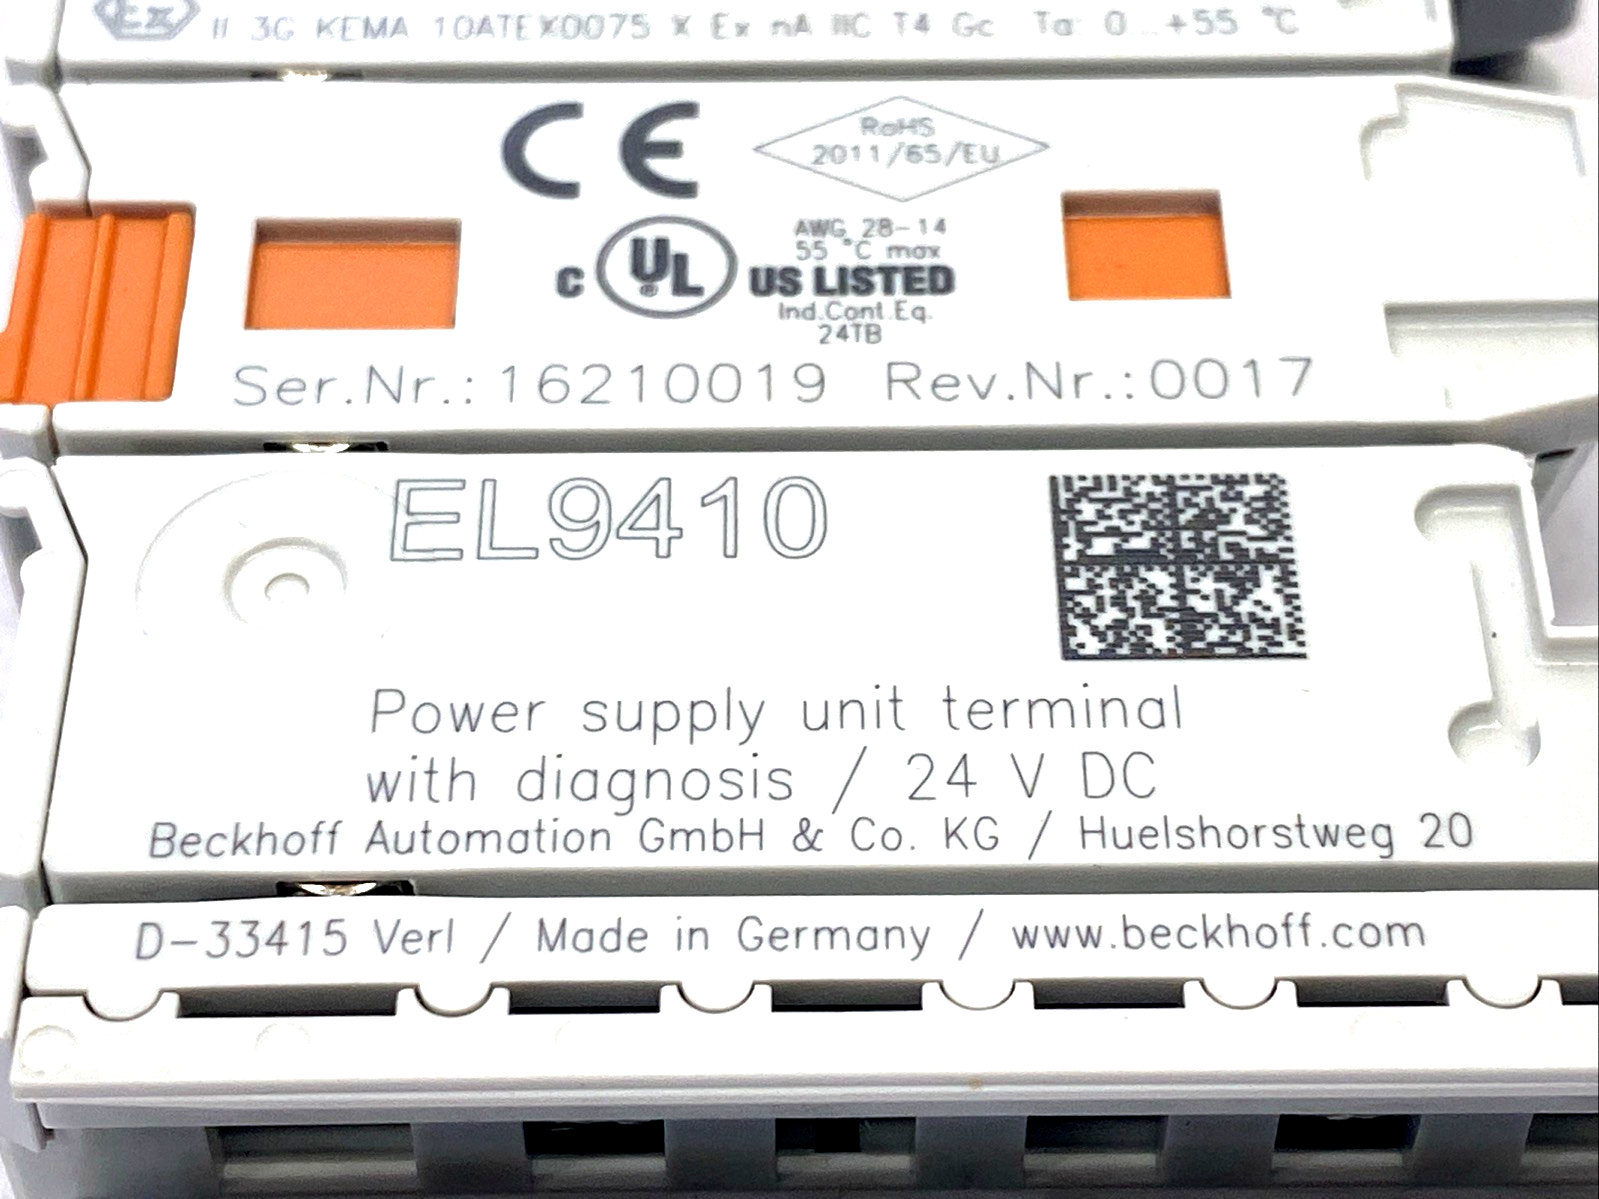 Ex II 3G KEMA 10ATEX0075 X Ex nA IIC T4 Gc Ta: 0...+55 °C
CE
RoHS
2011/65/EU
AWG 28-14
55 °C max
C UL ® US LISTED
Ind.Cont.Eq.
24TB
Ser.Nr.:16210019 Rev.Nr.:0017
EL9410
Power supply unit terminal
with diagnosis / 24 V DC
Beckhoff Automation GmbH & Co. KG / Huelshorstweg 20
D-33415 Verl / Made in Germany / www.beckhoff.com